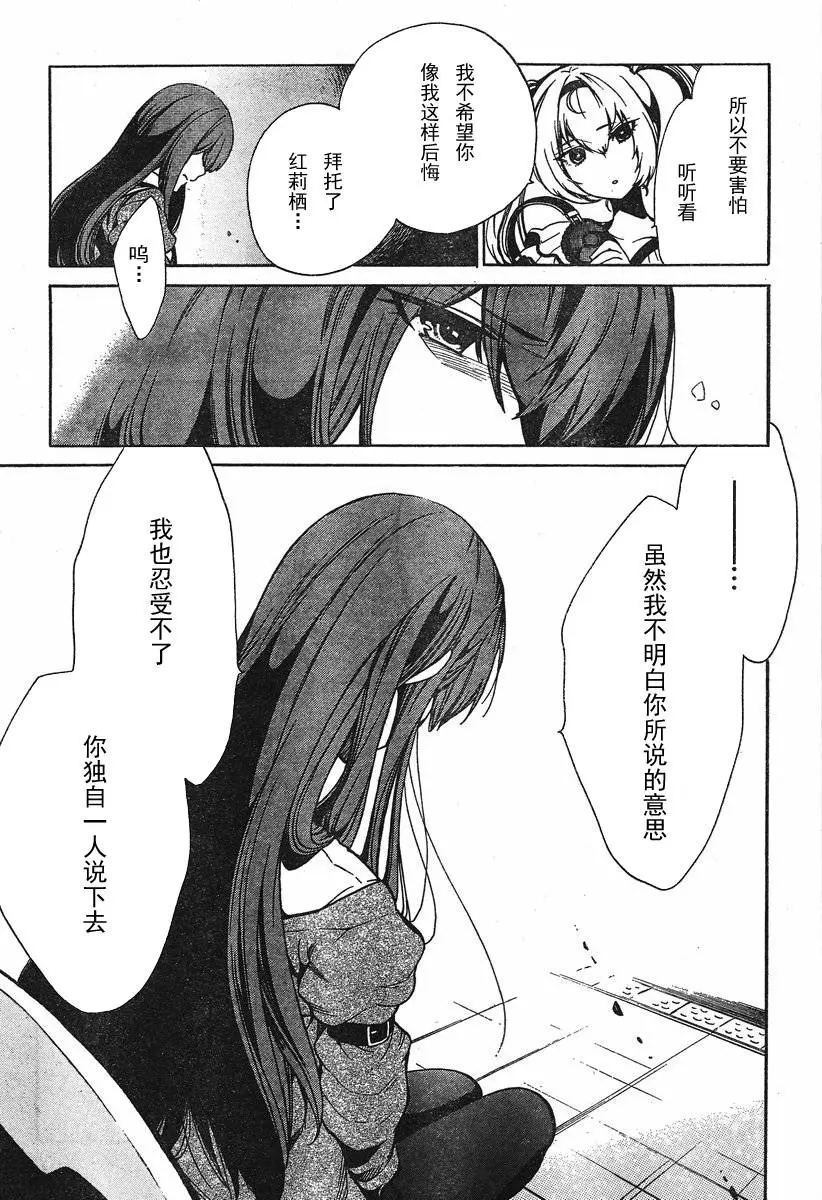 所以不要害怕
听听看
我不希望你
像我这样后悔
拜托了
红莉栖…
呜…
——…
虽然我不明白你所说的意思
我也忍受不了
你独自一人说下去